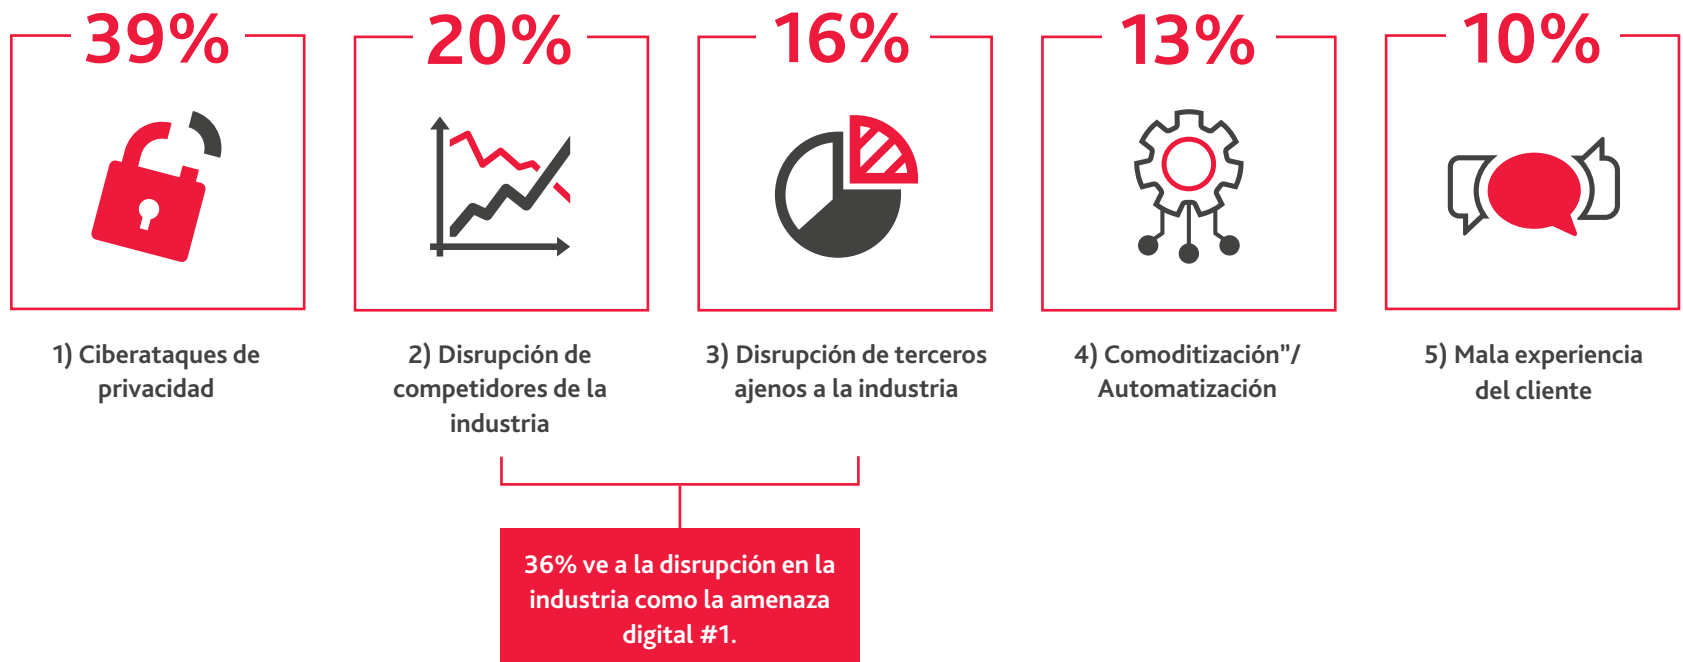 39%
20%
16%
13%
10%
1) Ciberataques de
privacidad
2) Disrupción de
competidores de la
industria
3) Disrupción de terceros
ajenos a la industria
4) Comoditización”/
Automatización
5) Mala experiencia
del cliente
36% ve a la disrupción en la
industria como la amenaza
digital #1.